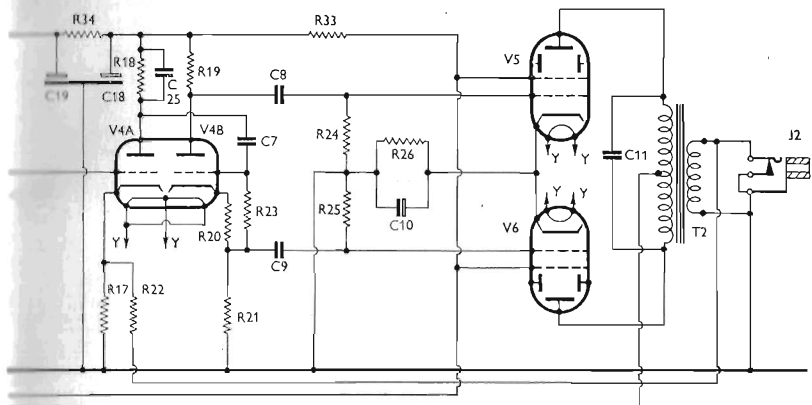 R34
R33
R18
C
25
R19
C19
C18
C8
V5
V4A
V4B
C7
R24
R26
C11
J2
Y
Y
R23
R25
C10
Y
Y
T2
Y
Y
R20
C9
V6
R17
R22
R21